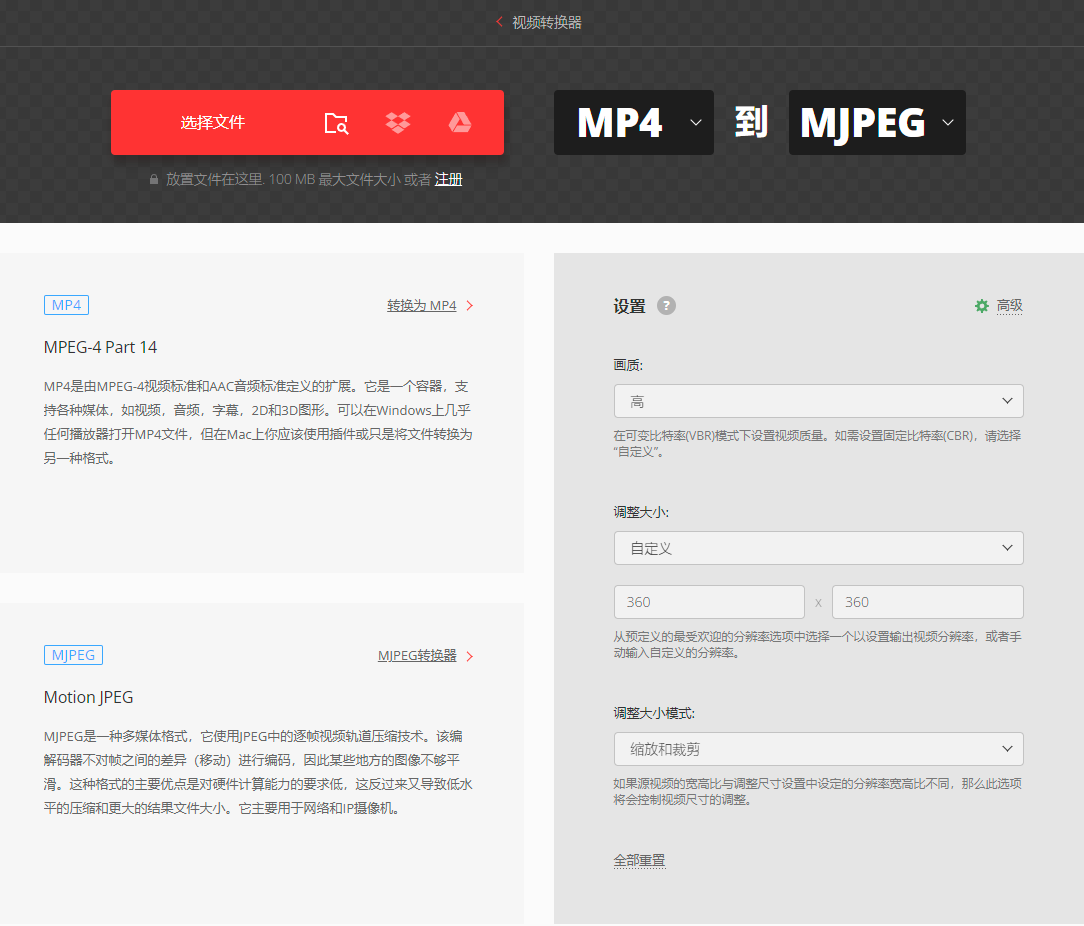 视频转换器
选择文件
MP4 到 MJPEG
放置文件在这里. 100 MB 最大文件大小 或者 注册
MP4
转换为 MP4
MPEG-4 Part 14
MP4是由MPEG-4视频标准和AAC音频标准定义的扩展。它是一个容器，支
持各种媒体，如视频，音频，字幕，2D和3D图形。可以在Windows上几乎
任何播放器打开MP4文件，但在Mac上你应该使用插件或只是将文件转换为
另一种格式。
MJPEG
MJPEG转换器
Motion JPEG
MJPEG是一种多媒体格式，它使用JPEG中的逐帧视频轨道压缩技术。该编
解码器不对帧之间的差异（移动）进行编码，因此某些地方的图像不够平
滑。这种格式的主要优点是对硬件计算能力的要求低，这反过来又导致低水
平的压缩和更大的结果文件大小。它主要用于网络和IP摄像机。
设置 ?
高级
画质:
高
在可变比特率(VBR)模式下设置视频质量。如需设置固定比特率(CBR)，请选择
“自定义”。
调整大小:
自定义
360 x 360
从预定义的最受欢迎的分辨率选项中选择一个以设置输出视频分辨率，或者手
动输入自定义的分辨率。
调整大小模式:
缩放和裁剪
如果源视频的宽高比与调整尺寸设置中设定的分辨率宽高比不同，那么此选项
将会控制视频尺寸的调整。
全部重置